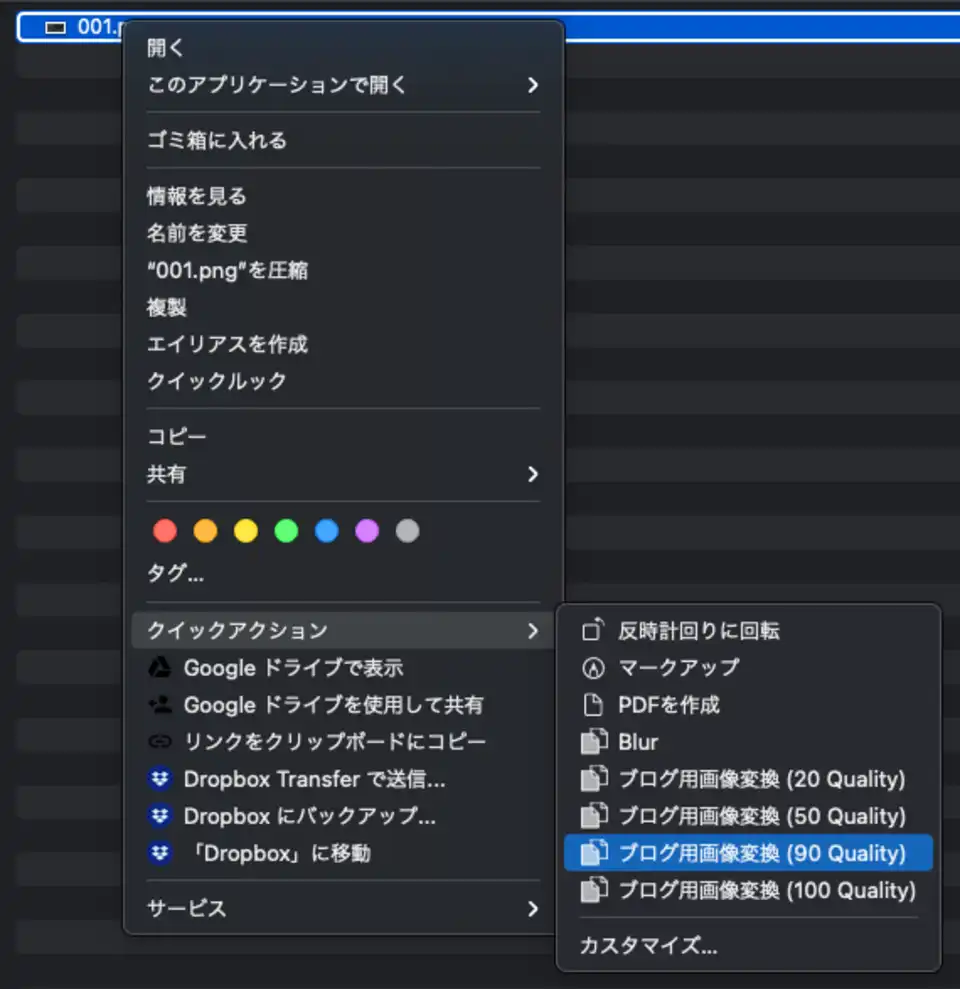 001.
開く
このアプリケーションで開く
ゴミ箱に入れる
情報を見る
名前を変更
“001.png”を圧縮
複製
エイリアスを作成
クイックルック
コピー
共有
タグ...
クイックアクション
Google ドライブで表示
Google ドライブを使用して共有
リンクをクリップボードにコピー
Dropbox Transfer で送信...
Dropbox にバックアップ...
「Dropbox」に移動
サービス
反時計回りに回転
マークアップ
PDFを作成
Blur
ブログ用画像変換 (20 Quality)
ブログ用画像変換 (50 Quality)
ブログ用画像変換 (90 Quality)
ブログ用画像変換 (100 Quality)
カスタマイズ...